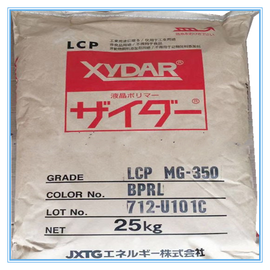 LCP
XYDAR®
液晶ポリマー
ザイダー®
GRADE LCP MG-350
COLOR No. BPRL
LOT No. 712-U101C
NET 25kg
JXTGエネルギー株式会社